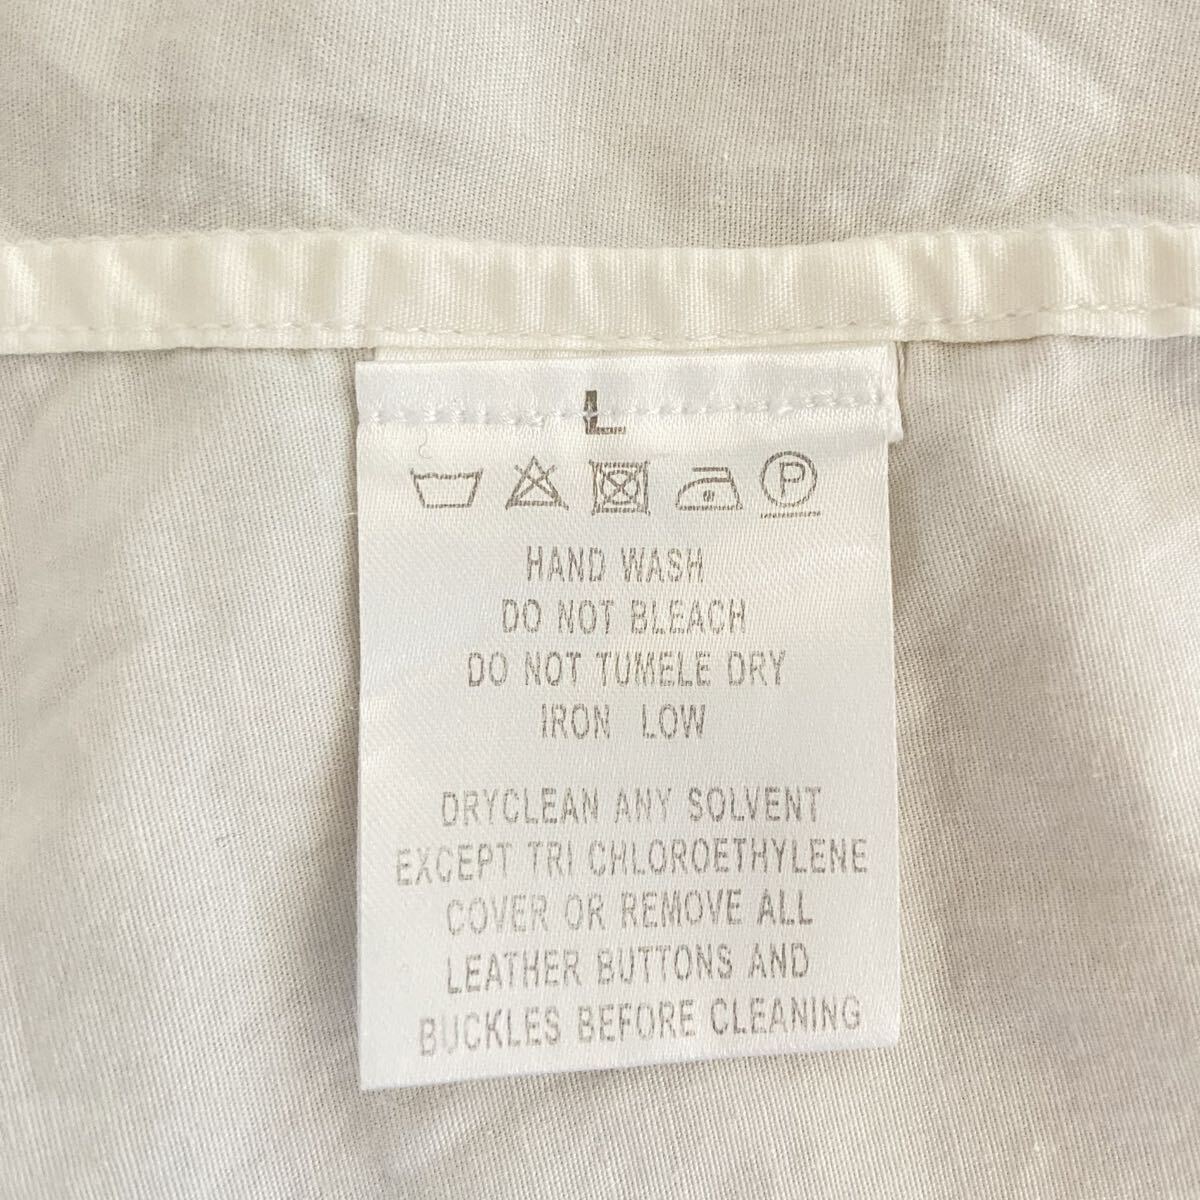 L
P
HAND WASH
DO NOT BLEACH
DO NOT TUMELE DRY
IRON LOW
DRYCLEAN ANY SOLVENT
EXCEPT TRI CHLOROETHYLENE
COVER OR REMOVE ALL
LEATHER BUTTONS AND
BUCKLES BEFORE CLEANING